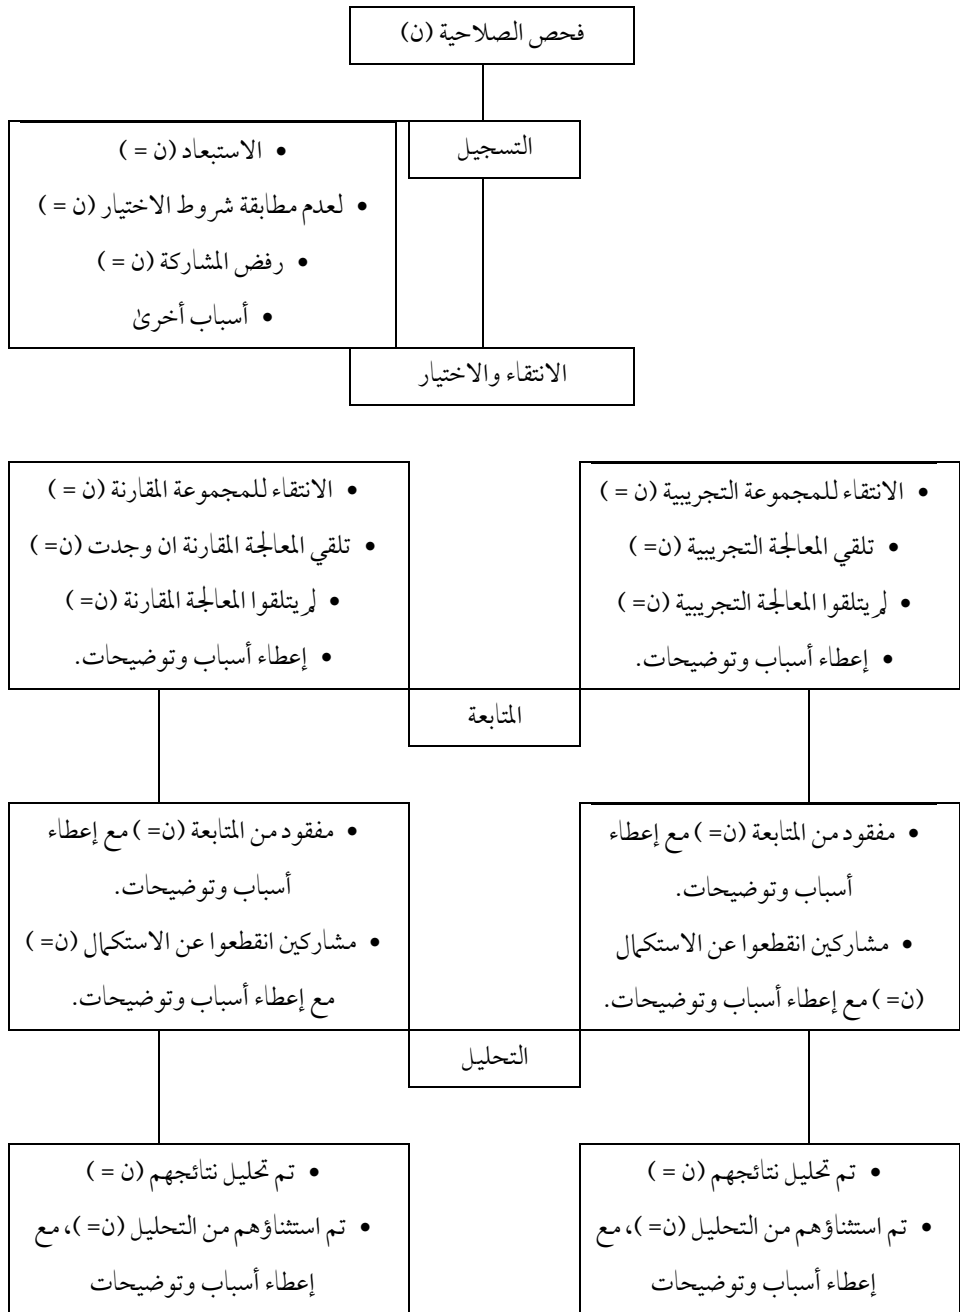 فحص الصلاحية (ن)
التسجيل
• الاستبعاد (ن = )
• لعدم مطابقة شروط الاختيار (ن = )
• رفض المشاركة (ن = )
• أسباب أخرىٰ
الانتقاء والاختيار
• الانتقاء للمجموعة التجريبية (ن = )
• تلقي المعالجة التجريبية (ن= )
• لم يتلقوا المعالجة التجريبية (ن= )
• إعطاء أسباب وتوضيحات.
• الانتقاء للمجموعة المقارنة (ن = )
• تلقي المعالجة المقارنة ان وجدت (ن= )
• لم يتلقوا المعالجة المقارنة (ن= )
• إعطاء أسباب وتوضيحات.
المتابعة
• مفقود من المتابعة (ن= ) مع إعطاء
أسباب وتوضيحات.
• مشاركين انقطعوا عن الاستكمال
(ن= ) مع إعطاء أسباب وتوضيحات.
• مفقود من المتابعة (ن= ) مع إعطاء
أسباب وتوضيحات.
• مشاركين انقطعوا عن الاستكمال (ن= )
مع إعطاء أسباب وتوضيحات.
التحليل
• تم تحليل نتائجهم (ن = )
• تم استثناؤهم من التحليل (ن= )، مع
إعطاء أسباب وتوضيحات
• تم تحليل نتائجهم (ن = )
• تم استثناؤهم من التحليل (ن= )، مع
إعطاء أسباب وتوضيحات